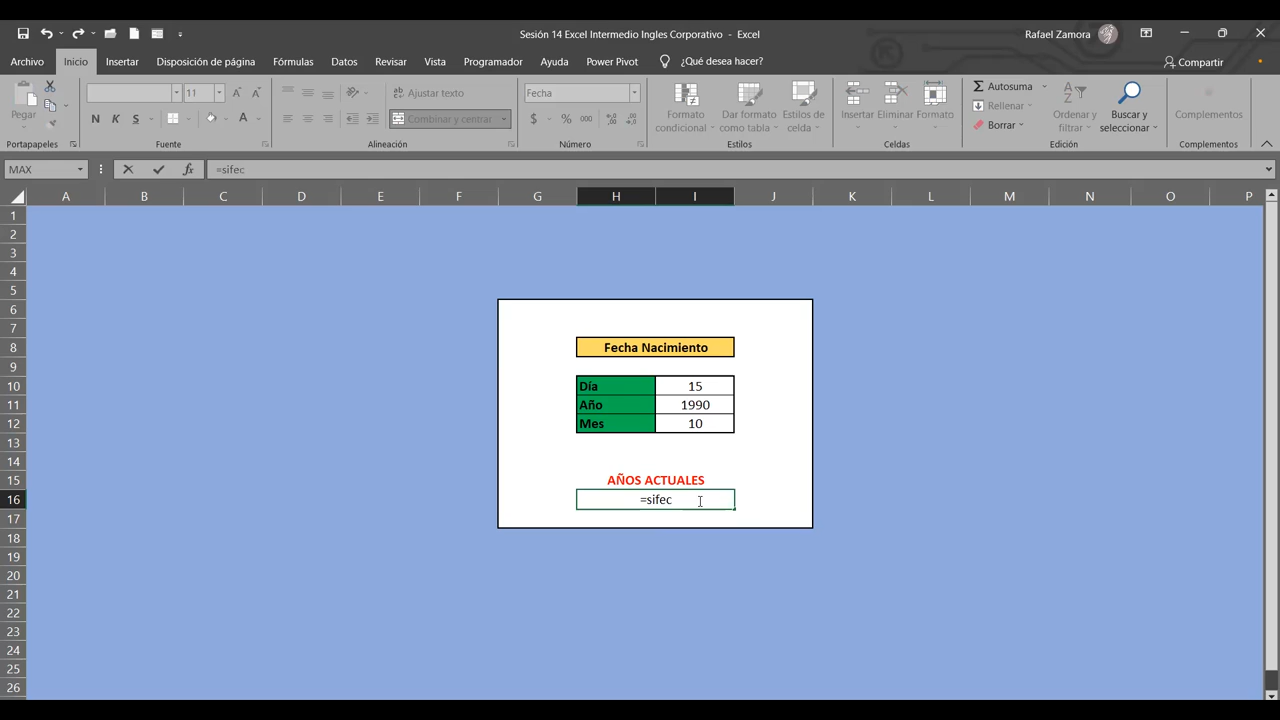 Sesión 14 Excel Intermedio Ingles Corporativo - Excel
Rafael Zamora
Archivo Inicio Insertar Disposición de página Fórmulas Datos Revisar Vista Programador Ayuda Power Pivot ¿Qué desea hacer? Compartir
Pegar
Portapapeles
11
N K S A
Fuente
Ajustar texto
Combinar y centrar
Alineación
Fecha
$ % 000
Número
Formato condicional
Dar formato como tabla
Estilos de celda
Estilos
Insertar Eliminar Formato
Celdas
Autosuma
Rellenar
Borrar
Ordenar y filtrar
Buscar y seleccionar
Edición
Complementos
Complementos
MAX fx =sifec
A B C D E F G H I J K L M N O P
1
2
3
4
5
6
7
8 Fecha Nacimiento
9
10 Día 15
11 Año 1990
12 Mes 10
13
14
15 AÑOS ACTUALES
16 =sifec
17
18
19
20
21
22
23
24
25
26